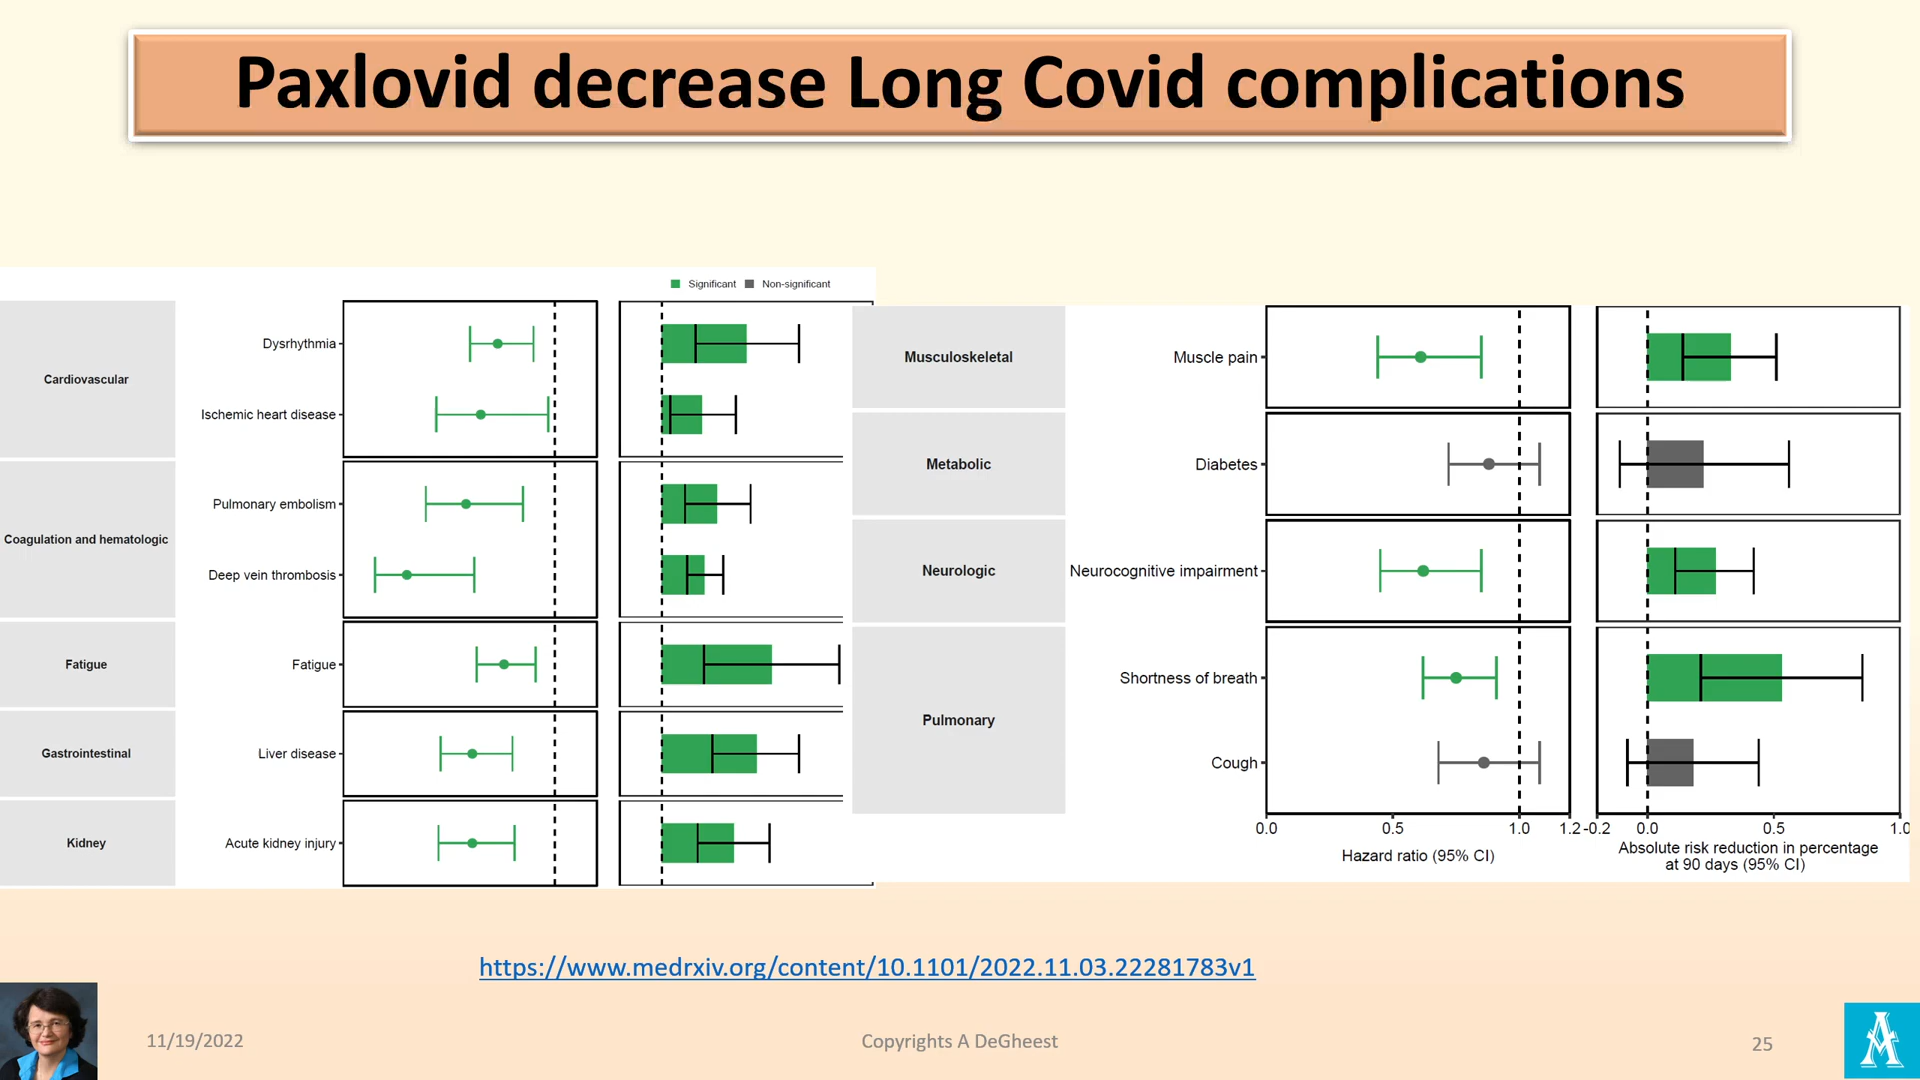 Paxlovid decrease Long Covid complications
Significant Non-significant
Cardiovascular
Dysrhythmia
Ischemic heart disease
Coagulation and hematologic
Pulmonary embolism
Deep vein thrombosis
Fatigue
Fatigue
Gastrointestinal
Liver disease
Kidney
Acute kidney injury
Musculoskeletal
Muscle pain
Metabolic
Diabetes
Neurologic
Neurocognitive impairment
Pulmonary
Shortness of breath
Cough
0.0 0.5 1.0 1.2 -0.2 0.0 0.5 1.0
Hazard ratio (95% CI)
Absolute risk reduction in percentage
at 90 days (95% CI)
https://www.medrxiv.org/content/10.1101/2022.11.03.22281783v1
11/19/2022
Copyrights A DeGheest
25
A